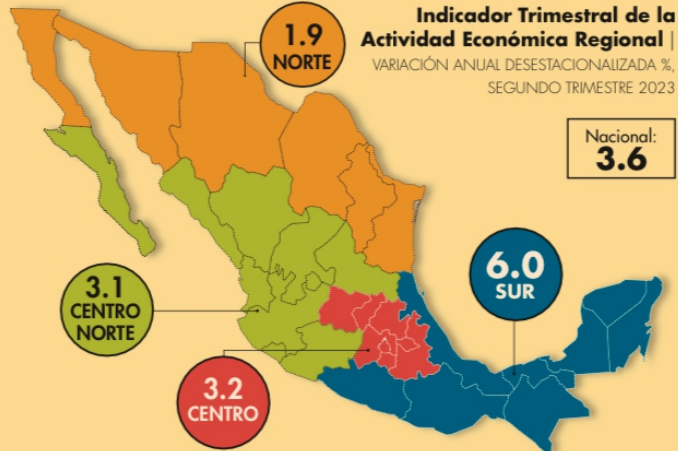 Indicador Trimestral de la
Actividad Económica Regional |
VARIACIÓN ANUAL DESESTACIONALIZADA %,
SEGUNDO TRIMESTRE 2023
Nacional:
3.6
1.9
NORTE
6.0
SUR
3.1
CENTRO
NORTE
3.2
CENTRO